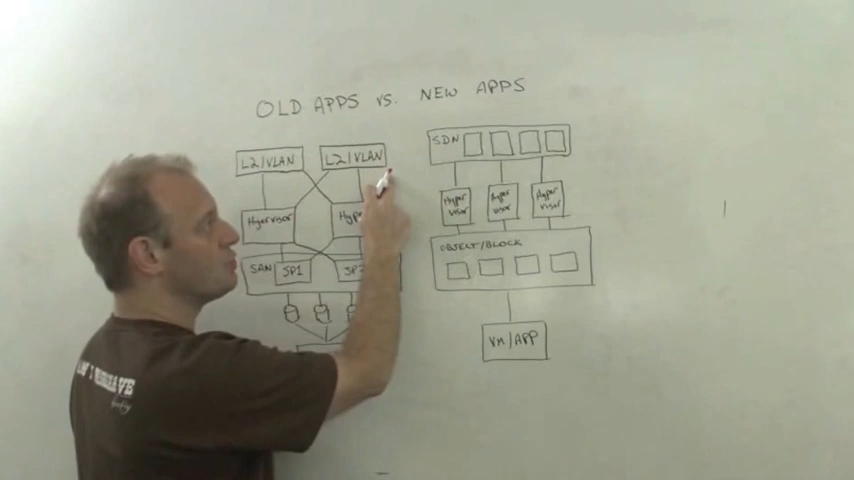 OLD APPS VS. NEW APPS
L2/VLAN
L2/VLAN
Hypervisor
SAN
SP1
SDN
Hyper
visor
Hyper
visor
Hyper
visor
OBJECT/BLOCK
VM/APP